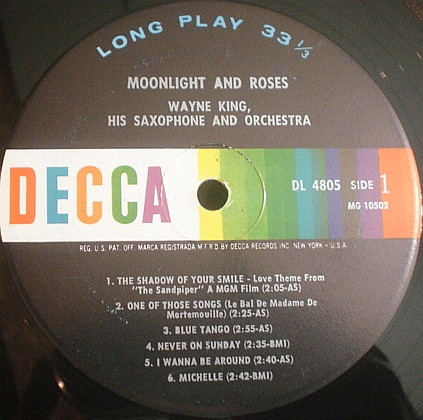 LONG PLAY 33 1/3
MOONLIGHT AND ROSES
WAYNE KING,
HIS SAXOPHONE AND ORCHESTRA
DECCA
DL 4805 SIDE 1
MG 10502
REG. U.S. PAT. OFF. MARCA REGISTRADA M F R D BY DECCA RECORDS INC. NEW YORK - U.S.A.
1. THE SHADOW OF YOUR SMILE - Love Theme From
"The Sandpiper" A MGM Film (2:05-AS)
2. ONE OF THOSE SONGS (Le Bal De Madame De
Mortemouille) (2:25-AS)
3. BLUE TANGO (2:55-AS)
4. NEVER ON SUNDAY (2:35-BMI)
5. I WANNA BE AROUND (2:40-AS)
6. MICHELLE (2:42-BMI)